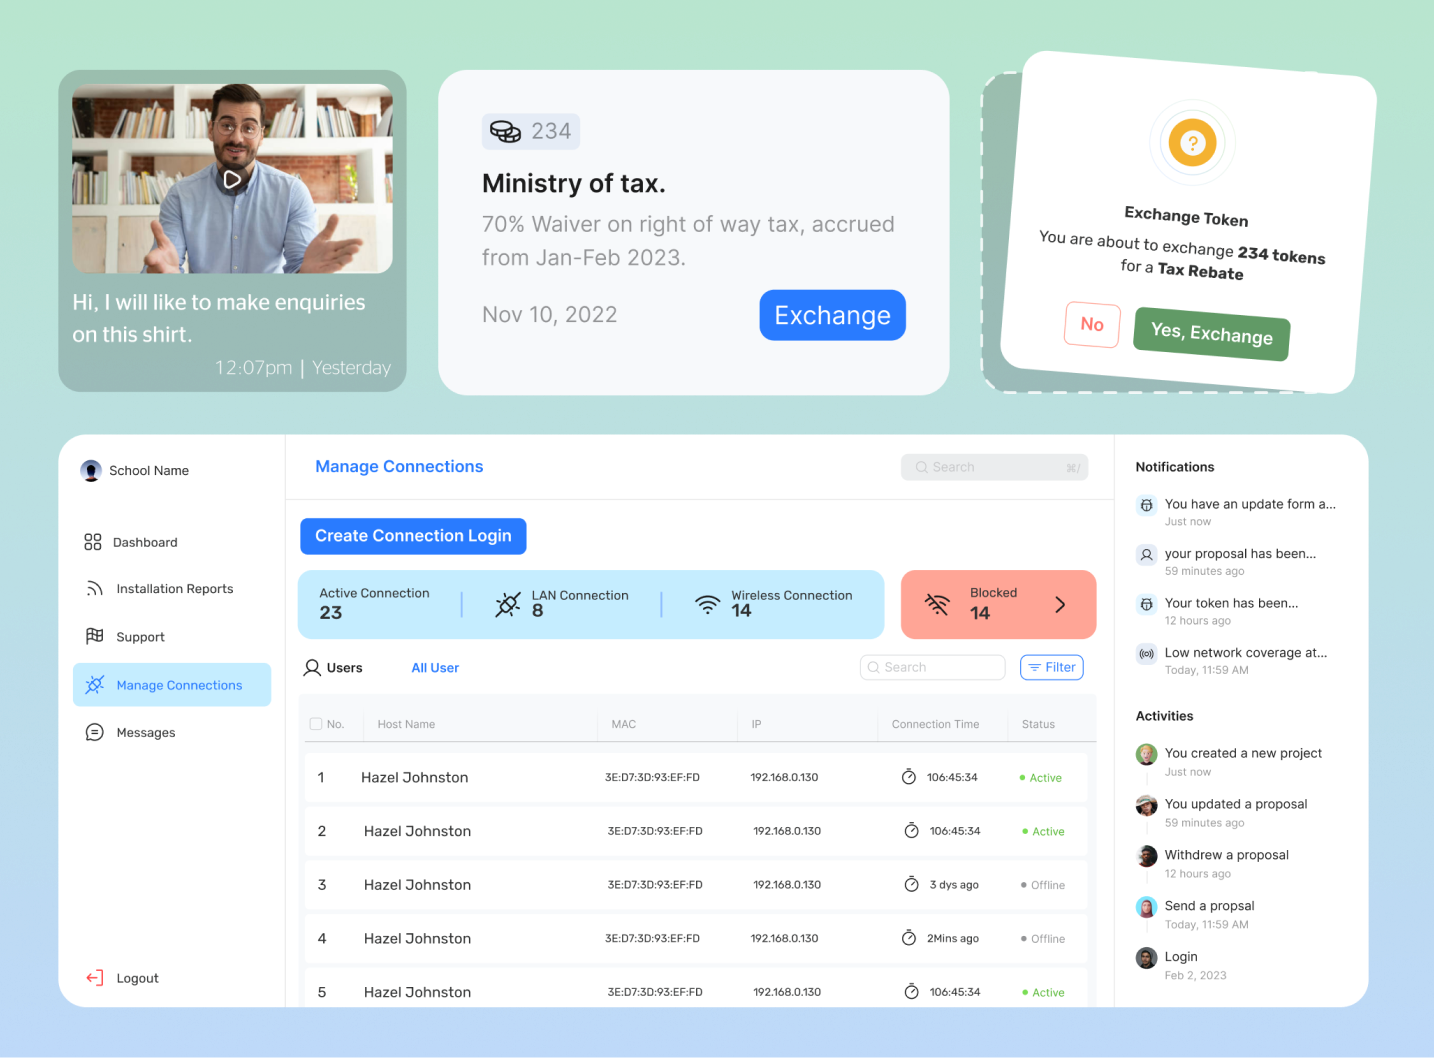 Hi, I will like to make enquiries
on this shirt.
12:07pm | Yesterday
234
Ministry of tax.
70% Waiver on right of way tax, accrued
from Jan-Feb 2023.
Nov 10, 2022
Exchange
?
Exchange Token
You are about to exchange 234 tokens
for a Tax Rebate
No
Yes, Exchange
School Name
Dashboard
Installation Reports
Support
Manage Connections
Messages
Logout
Manage Connections
Search
⌘/
Create Connection Login
Active Connection
23
LAN Connection
8
Wireless Connection
14
Blocked
14
Users
All User
Search
Filter
No. Host Name MAC IP Connection Time Status
1 Hazel Johnston 3E:D7:3D:93:EF:FD 192.168.0.130 106:45:34 Active
2 Hazel Johnston 3E:D7:3D:93:EF:FD 192.168.0.130 106:45:34 Active
3 Hazel Johnston 3E:D7:3D:93:EF:FD 192.168.0.130 3 dys ago Offline
4 Hazel Johnston 3E:D7:3D:93:EF:FD 192.168.0.130 2Mins ago Offline
5 Hazel Johnston 3E:D7:3D:93:EF:FD 192.168.0.130 106:45:34 Active
Notifications
You have an update form a...
Just now
your proposal has been...
59 minutes ago
Your token has been...
12 hours ago
Low network coverage at...
Today, 11:59 AM
Activities
You created a new project
Just now
You updated a proposal
59 minutes ago
Withdrew a proposal
12 hours ago
Send a propsal
Today, 11:59 AM
Login
Feb 2, 2023